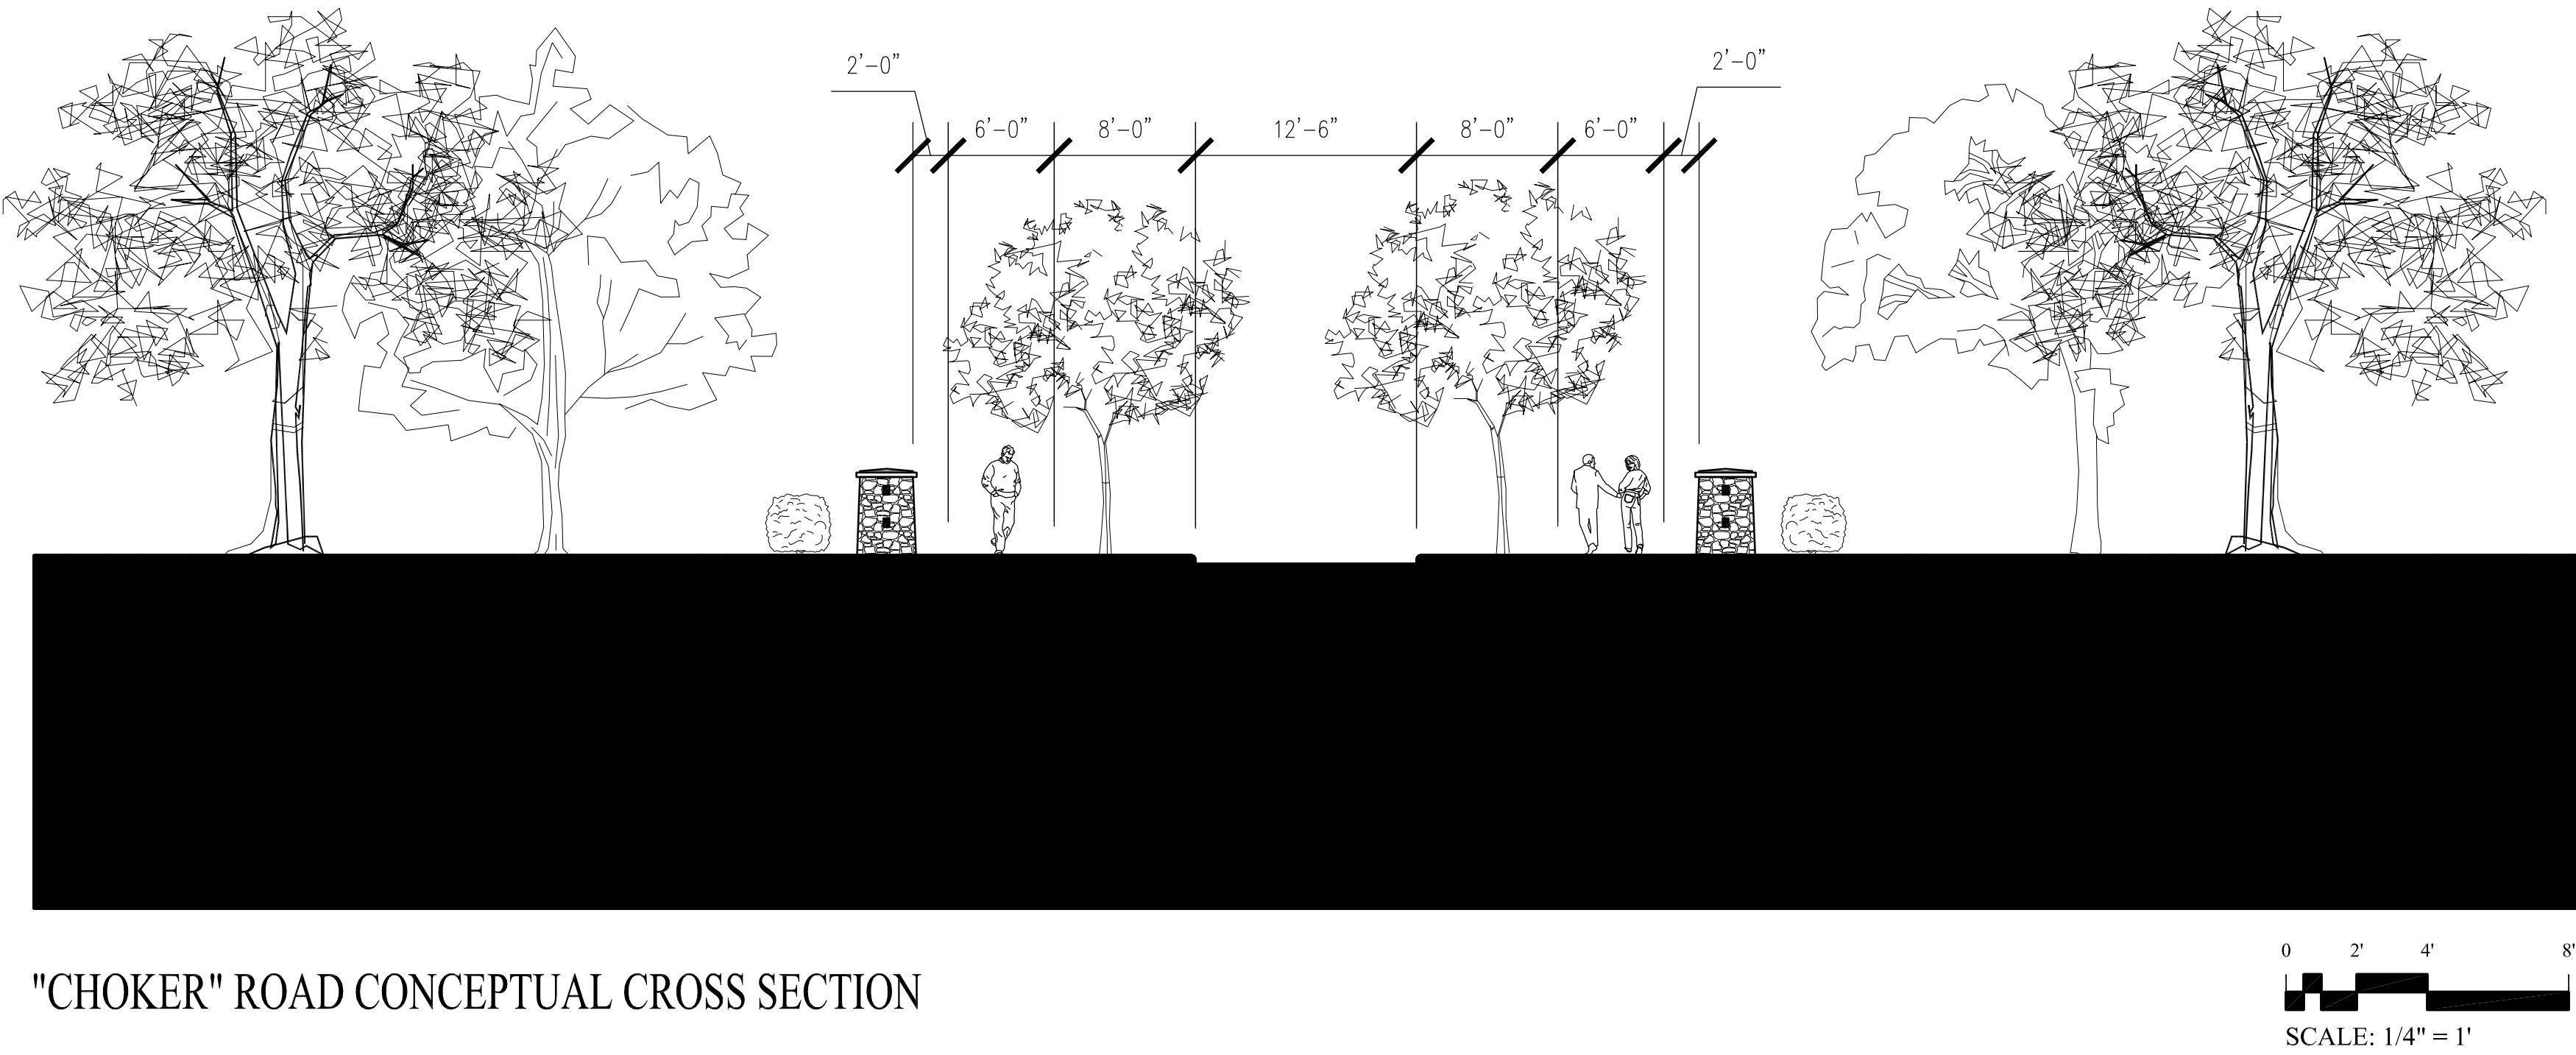 2'-0" 2'-0"
6'-0" 8'-0" 12'-6" 8'-0" 6'-0"
0 2' 4' 8'
"CHOKER" ROAD CONCEPTUAL CROSS SECTION
SCALE: 1/4" = 1'